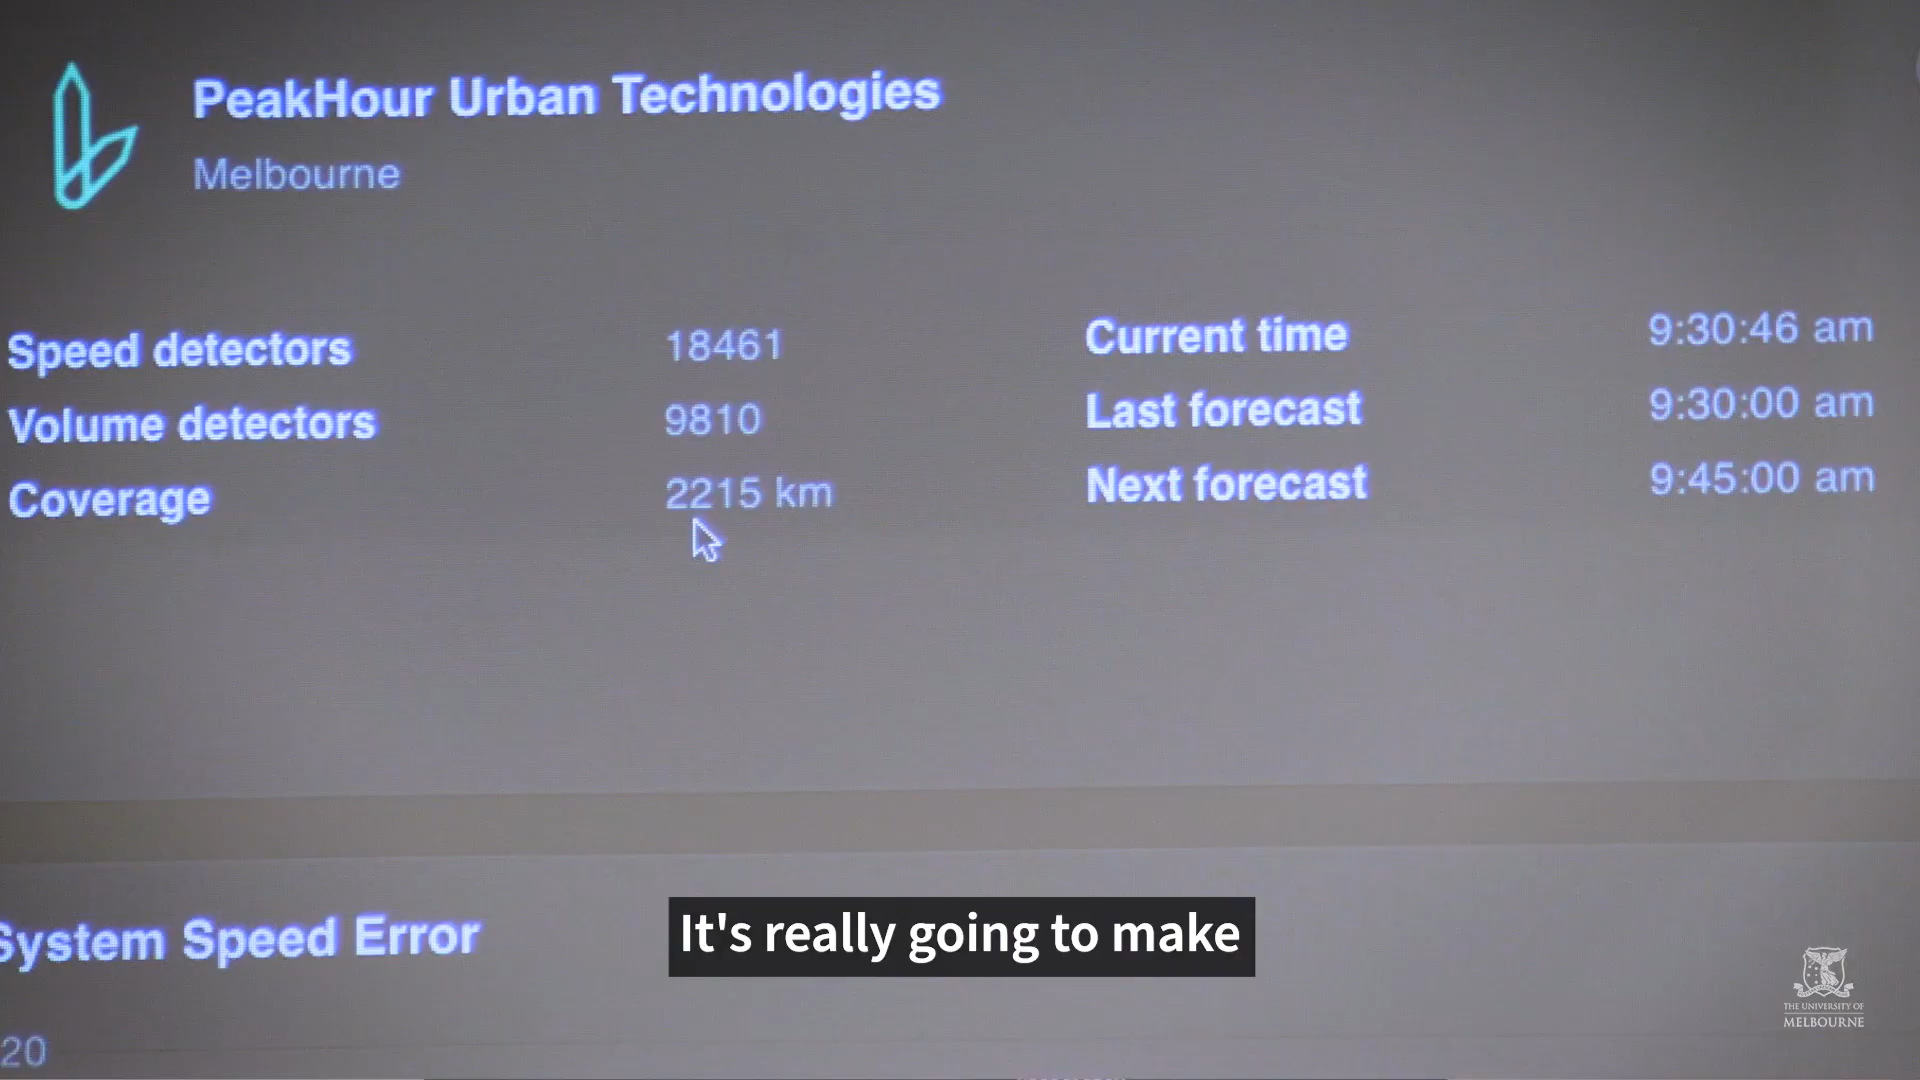 PeakHour Urban Technologies
Melbourne
Speed detectors 18461
Volume detectors 9810
Coverage 2215 km
Current time 9:30:46 am
Last forecast 9:30:00 am
Next forecast 9:45:00 am
System Speed Error
20
It's really going to make
THE UNIVERSITY OF
MELBOURNE